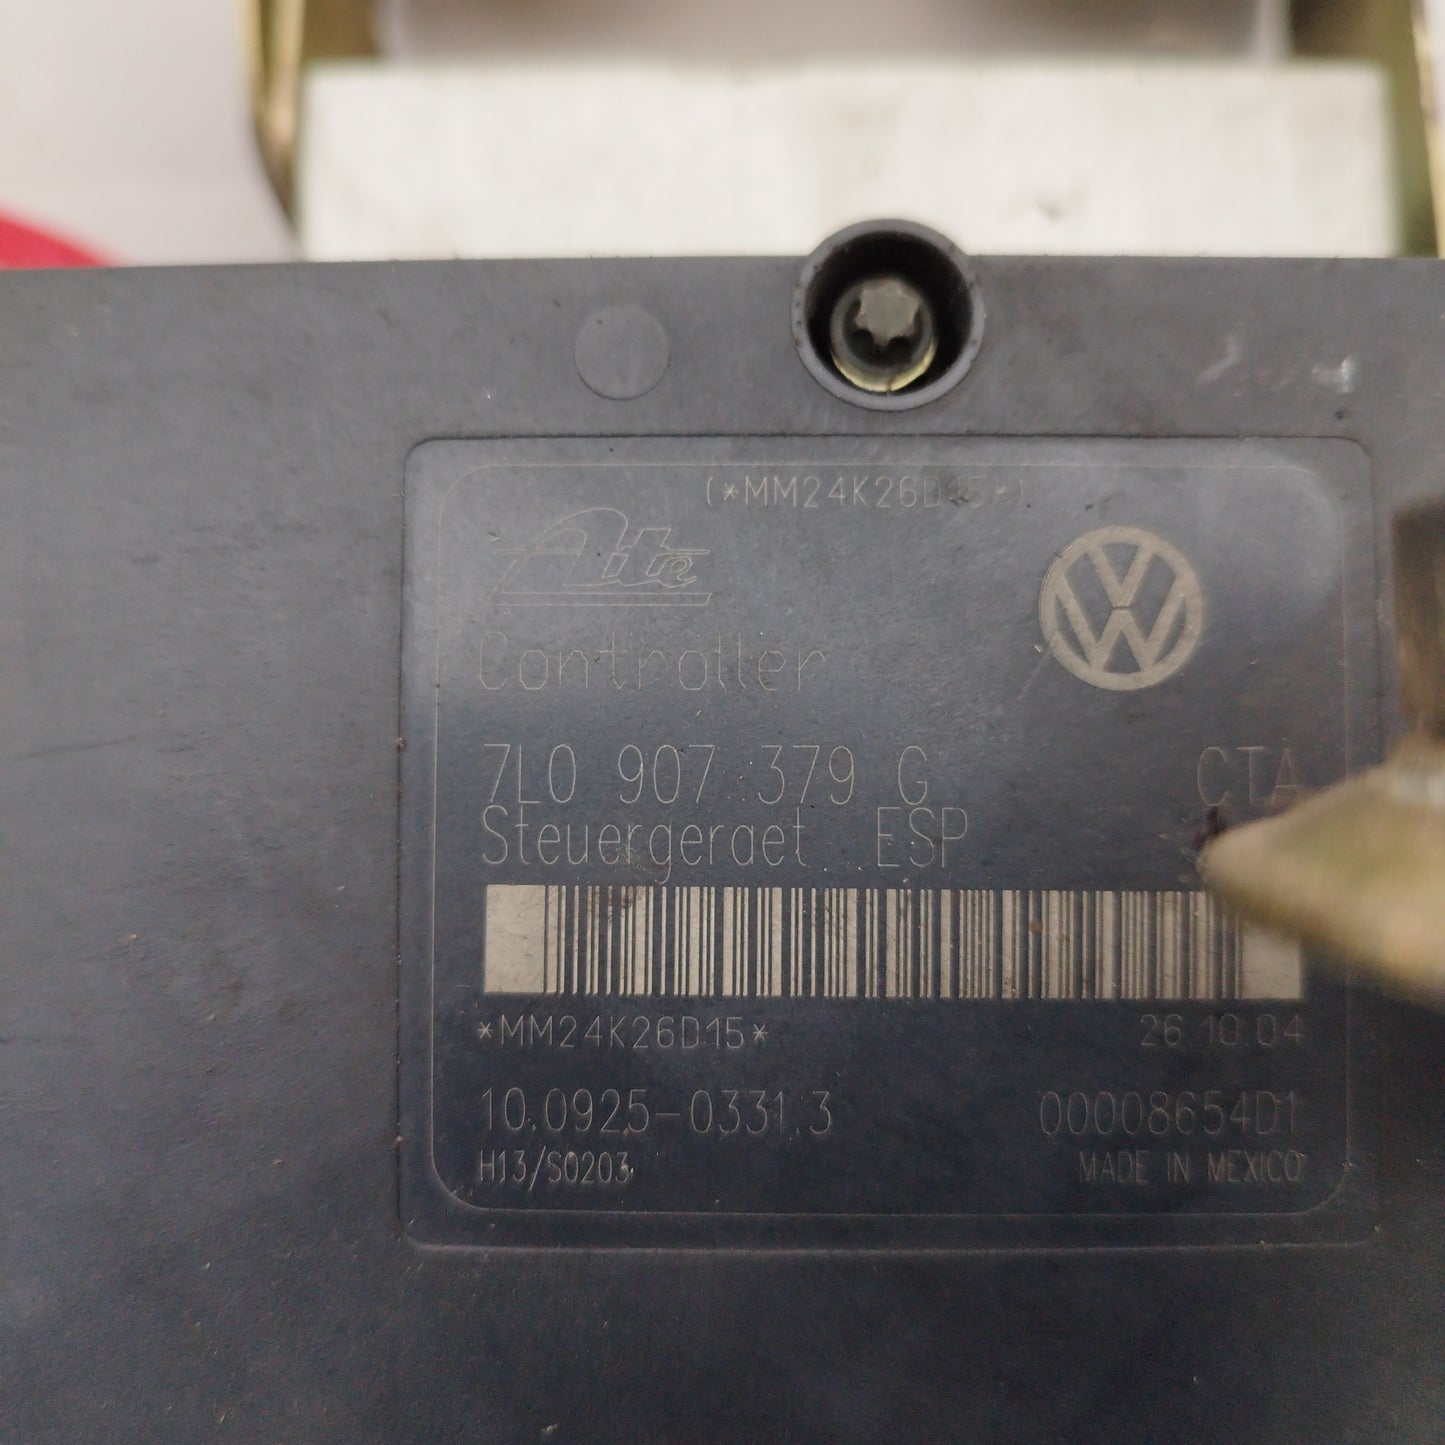 (*MM24K26D15*)
Ate
VW
Controller
7L0 907 379 G CTA
Steuergeraet ESP
*MM24K26D15* 26.10.04
10.0925-0331.3 00008654D1
H13/S0203 MADE IN MEXICO